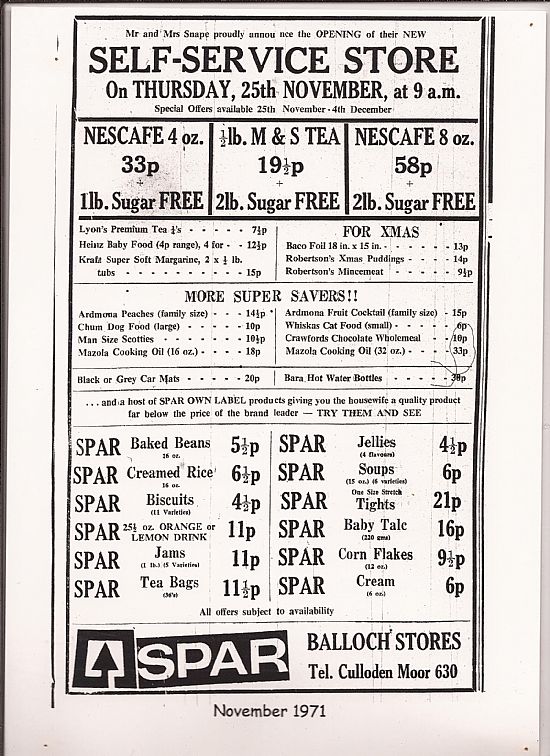 Mr and Mrs Snape proudly annou nce the OPENING of their NEW
SELF-SERVICE STORE
On THURSDAY, 25th NOVEMBER, at 9 a.m.
Special Offers available 25th November - 4th December
NESCAFE 4 oz.
33p
+
1lb. Sugar FREE
½lb. M & S TEA
19½p
+
2lb. Sugar FREE
NESCAFE 8 oz.
58p
+
2lb. Sugar FREE
Lyon's Premium Tea ¼'s - - - - - 7½p
Heinz Baby Food (4p range), 4 for - - 12½p
Kraft Super Soft Margarine, 2 x ½ lb.
tubs - - - - - - - - - 15p
FOR XMAS
Baco Foil 18 in. x 15 in. - - - - - - 13p
Robertson's Xmas Puddings - - - - 14p
Robertson's Mincemeat - - - - - 9½p
MORE SUPER SAVERS!!
Ardmona Peaches (family size) - - - 14½p
Chum Dog Food (large) - - - - 10p
Man Size Scotties - - - - - 10½p
Mazola Cooking Oil (16 oz.) - - - - 18p
Ardmona Fruit Cocktail (family size) - 15p
Whiskas Cat Food (small) - - - - - 6p
Crawfords Chocolate Wholemeal - - 10p
Mazola Cooking Oil (32 oz.) - - - - 33p
Black or Grey Car Mats - - - - - 20p
Bara Hot Water Bottles - - - - -
. . . and a host of SPAR OWN LABEL products giving you the housewife a quality product
far below the price of the brand leader — TRY THEM AND SEE
SPAR Baked Beans 5½p
16 oz.
SPAR Creamed Rice 6½p
16 oz.
SPAR Biscuits 4½p
(11 Varieties)
SPAR 25½ oz. ORANGE or LEMON DRINK 11p
SPAR Jams 11p
(1 lb.) (5 Varieties)
SPAR Tea Bags 11½p
(36's)
SPAR Jellies 4½p
(4 flavours)
SPAR Soups 6p
(15 oz.) (6 varieties)
SPAR One Size Stretch Tights 21p
SPAR Baby Talc 16p
(220 gms)
SPAR Corn Flakes 9½p
(12 oz.)
SPAR Cream 6p
(6 oz.)
All offers subject to availability
SPAR
BALLOCH STORES
Tel. Culloden Moor 630
November 1971